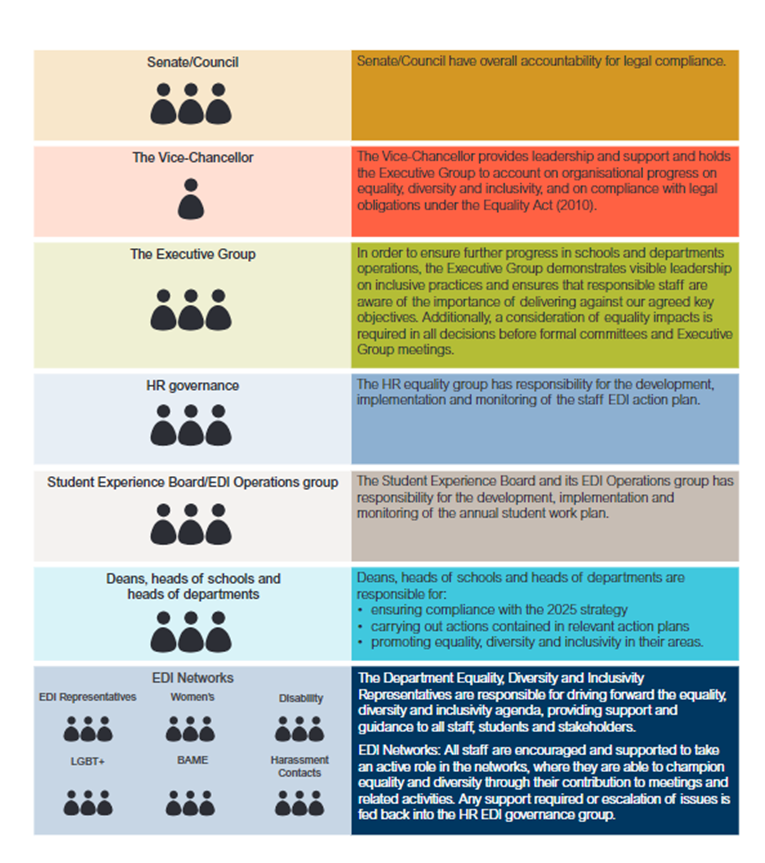 Senate/Council
Senate/Council have overall accountability for legal compliance.
The Vice-Chancellor
The Vice-Chancellor provides leadership and support and holds
the Executive Group to account on organisational progress on
equality, diversity and inclusivity, and on compliance with legal
obligations under the Equality Act (2010).
The Executive Group
In order to ensure further progress in schools and departments
operations, the Executive Group demonstrates visible leadership
on inclusive practices and ensures that responsible staff are
aware of the importance of delivering against our agreed key
objectives. Additionally, a consideration of equality impacts is
required in all decisions before formal committees and Executive
Group meetings.
HR governance
The HR equality group has responsibility for the development,
implementation and monitoring of the staff EDI action plan.
Student Experience Board/EDI Operations group
The Student Experience Board and its EDI Operations group has
responsibility for the development, implementation and
monitoring of the annual student work plan.
Deans, heads of schools and
heads of departments
Deans, heads of schools and heads of departments are
responsible for:
• ensuring compliance with the 2025 strategy
• carrying out actions contained in relevant action plans
• promoting equality, diversity and inclusivity in their areas.
EDI Networks
EDI Representatives
Women's
Disability
LGBT+
BAME
Harassment
Contacts
The Department Equality, Diversity and Inclusivity
Representatives are responsible for driving forward the equality,
diversity and inclusivity agenda, providing support and
guidance to all staff, students and stakeholders.
EDI Networks: All staff are encouraged and supported to take
an active role in the networks, where they are able to champion
equality and diversity through their contribution to meetings and
related activities. Any support required or escalation of issues is
fed back into the HR EDI governance group.